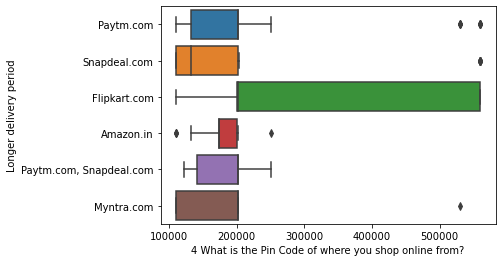 Longer delivery period
Paytm.com
Snapdeal.com
Flipkart.com
Amazon.in
Paytm.com, Snapdeal.com
Myntra.com
100000 200000 300000 400000 500000
4 What is the Pin Code of where you shop online from?